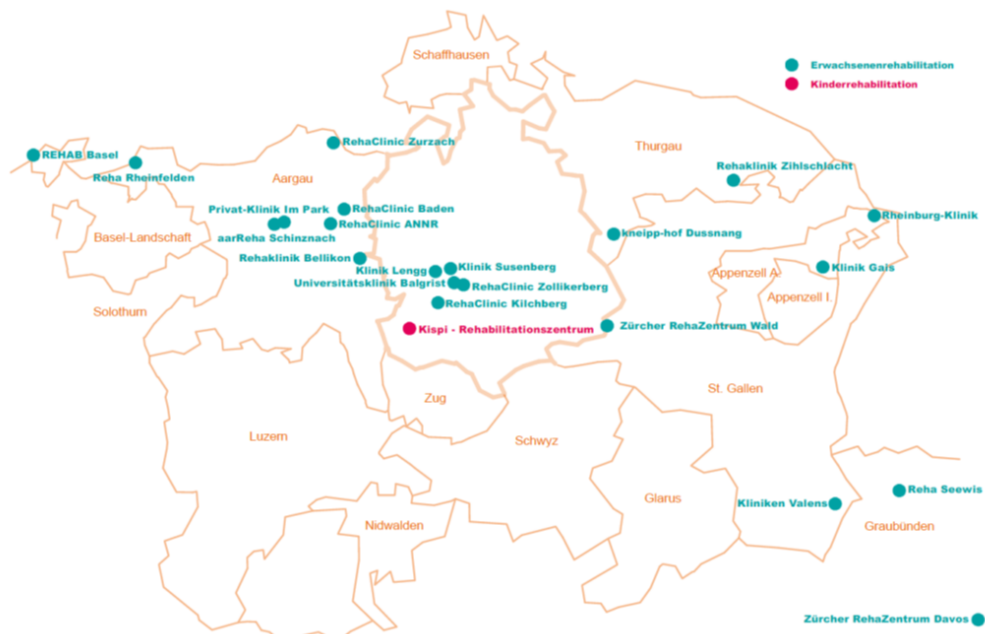 Schaffhausen
Erwachsenenrehabilitation
Kinderrehabilitation
RehaClinic Zurzach
Thurgau
REHAB Basel
Rehaklinik Zihlschlacht
Reha Rheinfelden
Aargau
Privat-Klinik Im Park
RehaClinic Baden
Rheinburg-Klinik
RehaClinic ANNR
kneipp-hof Dussnang
Basel-Landschaft
aarReha Schinznach
Rehaklinik Bellikon
Klinik Lengg
Klinik Susenberg
Klinik Gais
Appenzell A.
Universitätsklinik Balgrist
RehaClinic Zollikerberg
Appenzell I.
RehaClinic Kilchberg
Solothurn
Kispi - Rehabilitationszentrum
Zürcher RehaZentrum Wald
St. Gallen
Zug
Luzern
Schwyz
Glarus
Reha Seewis
Kliniken Valens
Nidwalden
Graubünden
Zürcher RehaZentrum Davos